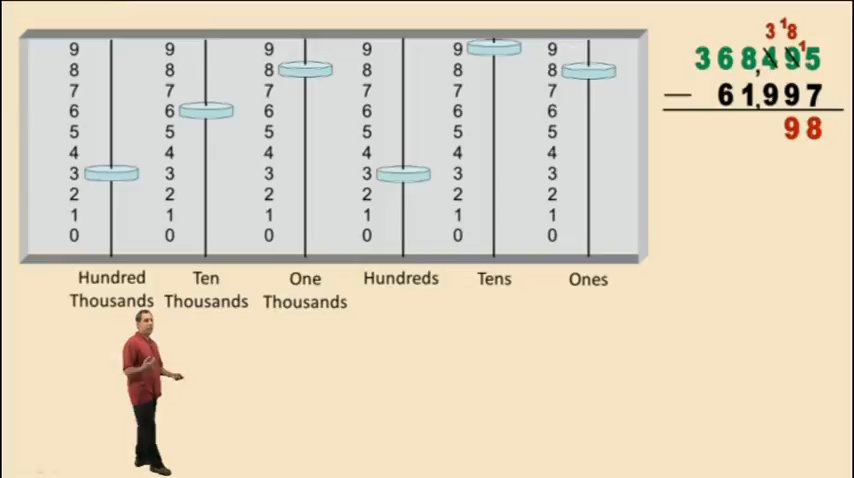 3 ¹8
368,49¹5
— 61,997
98
9 9 9 9 9 9
8 8 8 8 8 8
7 7 7 7 7 7
6 6 6 6 6 6
5 5 5 5 5 5
4 4 4 4 4 4
3 3 3 3 3 3
2 2 2 2 2 2
1 1 1 1 1 1
0 0 0 0 0 0
Hundred Ten One Hundreds Tens Ones
Thousands Thousands Thousands